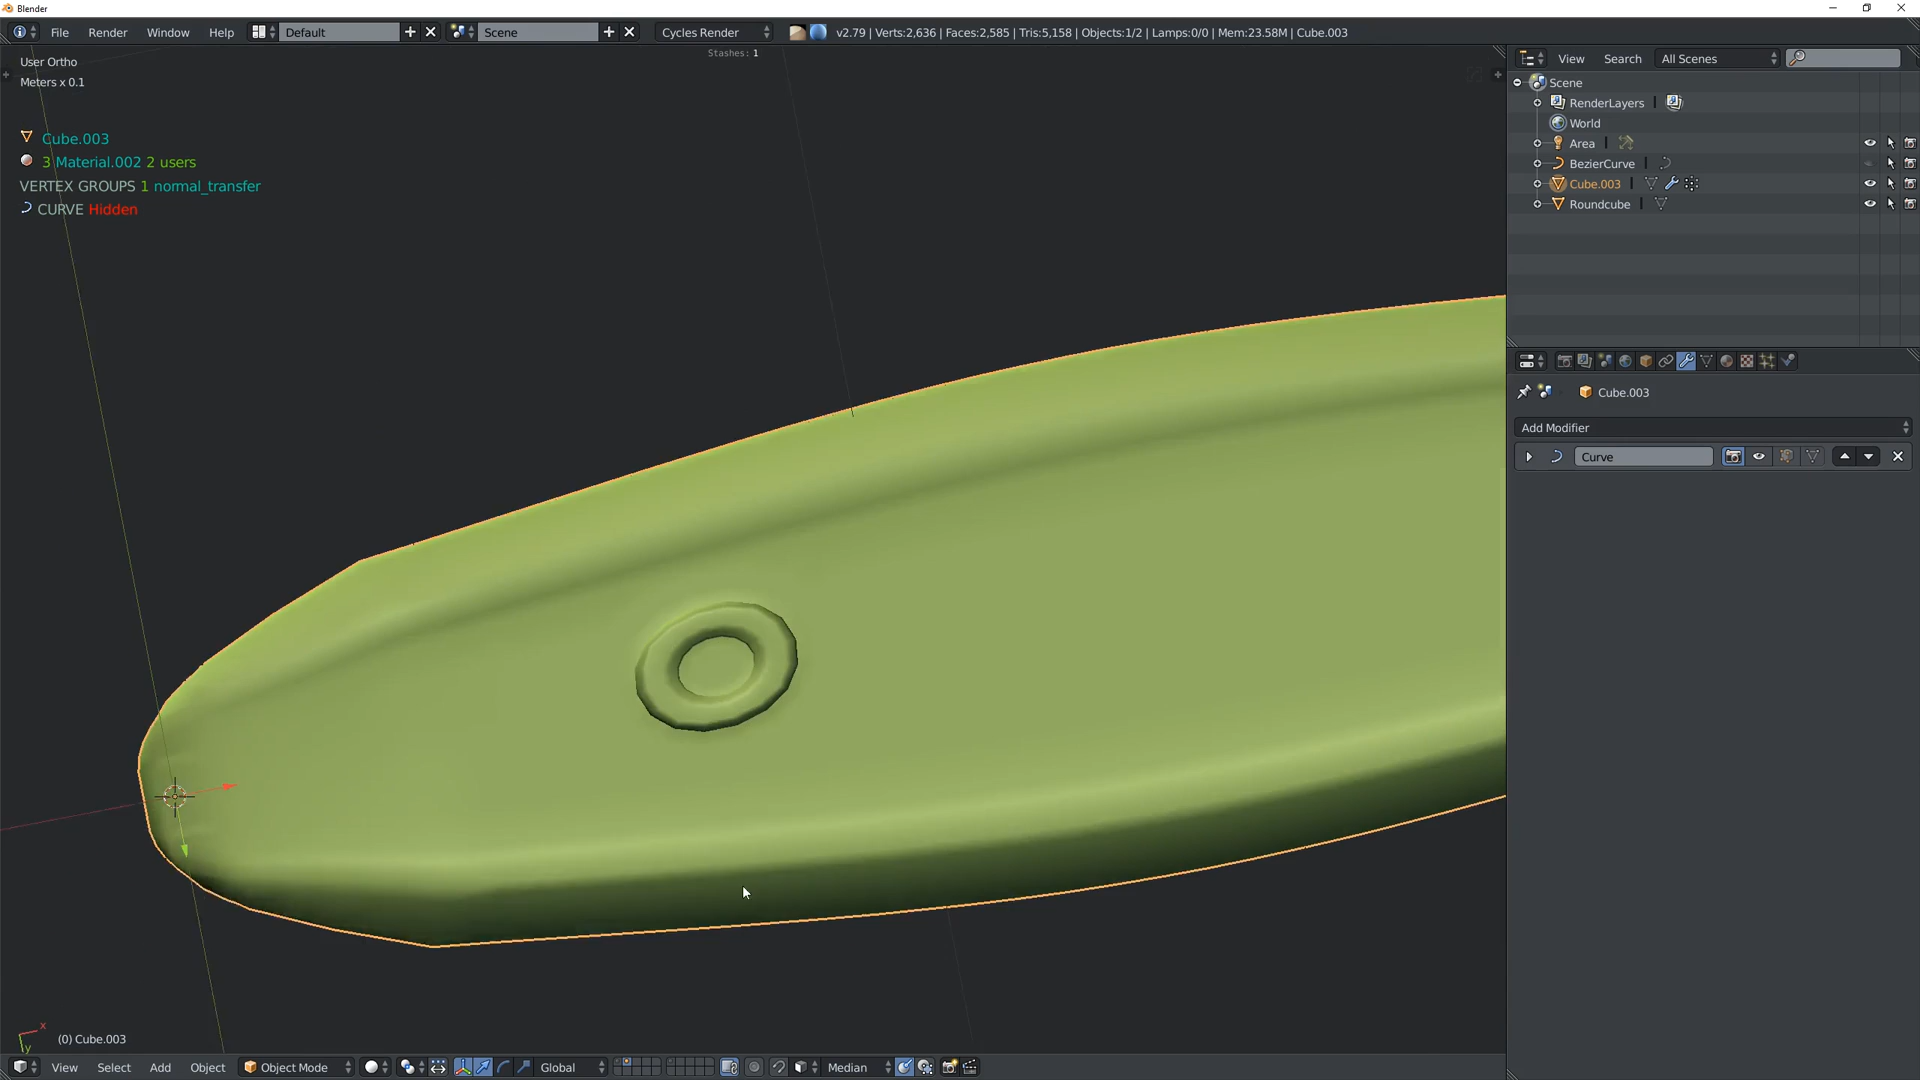 Blender
File Render Window Help Default Scene Cycles Render v2.79 | Verts:2,636 | Faces:2,585 | Tris:5,158 | Objects:1/2 | Lamps:0/0 | Mem:23.58M | Cube.003
Stashes: 1
User Ortho
Meters x 0.1
Cube.003
3 Material.002 2 users
VERTEX GROUPS 1 normal_transfer
CURVE Hidden
View Search All Scenes
Scene
RenderLayers
World
Area
BezierCurve
Cube.003
Roundcube
Cube.003
Add Modifier
Curve
x
y
(0) Cube.003
View Select Add Object Object Mode Global Median